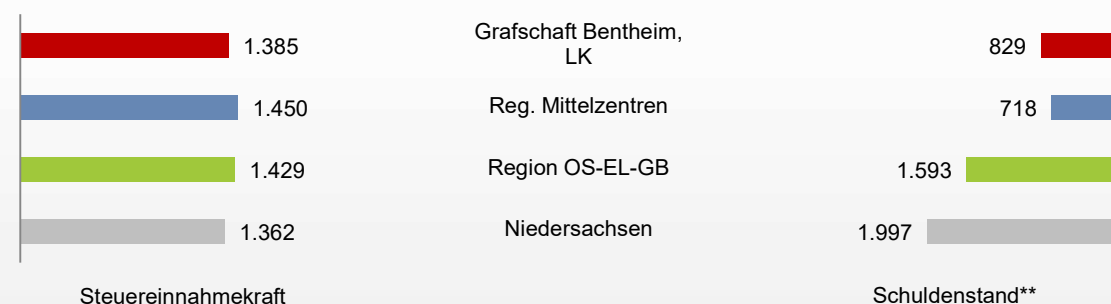 1.385
Grafschaft Bentheim,
LK
829
1.450
Reg. Mittelzentren
718
1.429
Region OS-EL-GB
1.593
1.362
Niedersachsen
1.997
Steuereinnahmekraft
Schuldenstand**